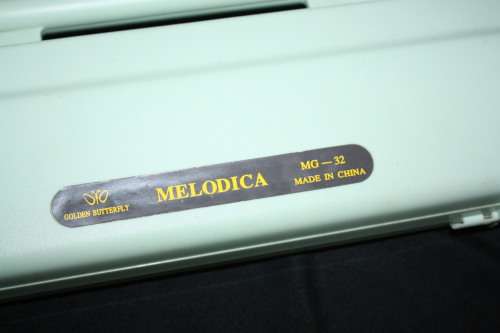 GOLDEN BUTTERFLY
MELODICA
MG — 32
MADE IN CHINA